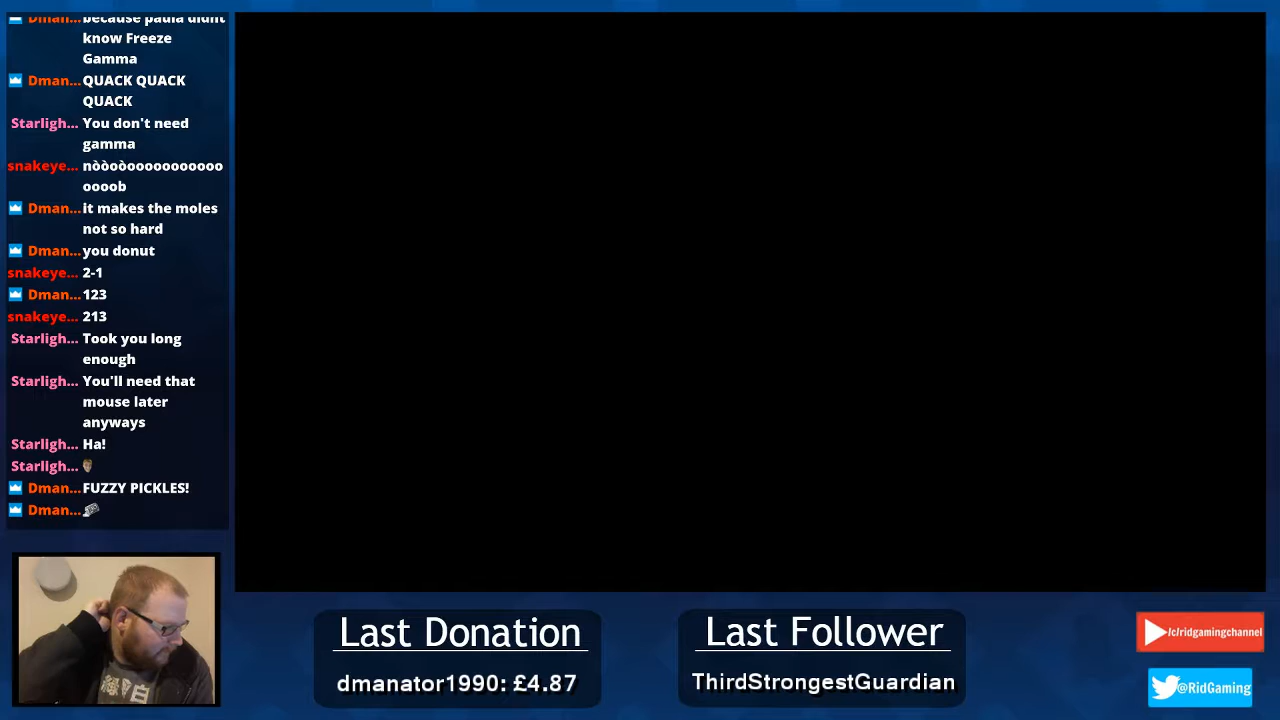 Dman... because paula didnt
know Freeze
Gamma
Dman... QUACK QUACK
QUACK
Starligh... You don't need
gamma
snakeye... nòòoòooooooooooo
oooob
Dman... it makes the moles
not so hard
Dman... you donut
snakeye... 2-1
Dman... 123
snakeye... 213
Starligh... Took you long
enough
Starligh... You'll need that
mouse later
anyways
Starligh... Ha!
Starligh...
Dman... FUZZY PICKLES!
Dman...
Last Donation
dmanator1990: £4.87
Last Follower
ThirdStrongestGuardian
/c/ridgamingchannel
@RidGaming